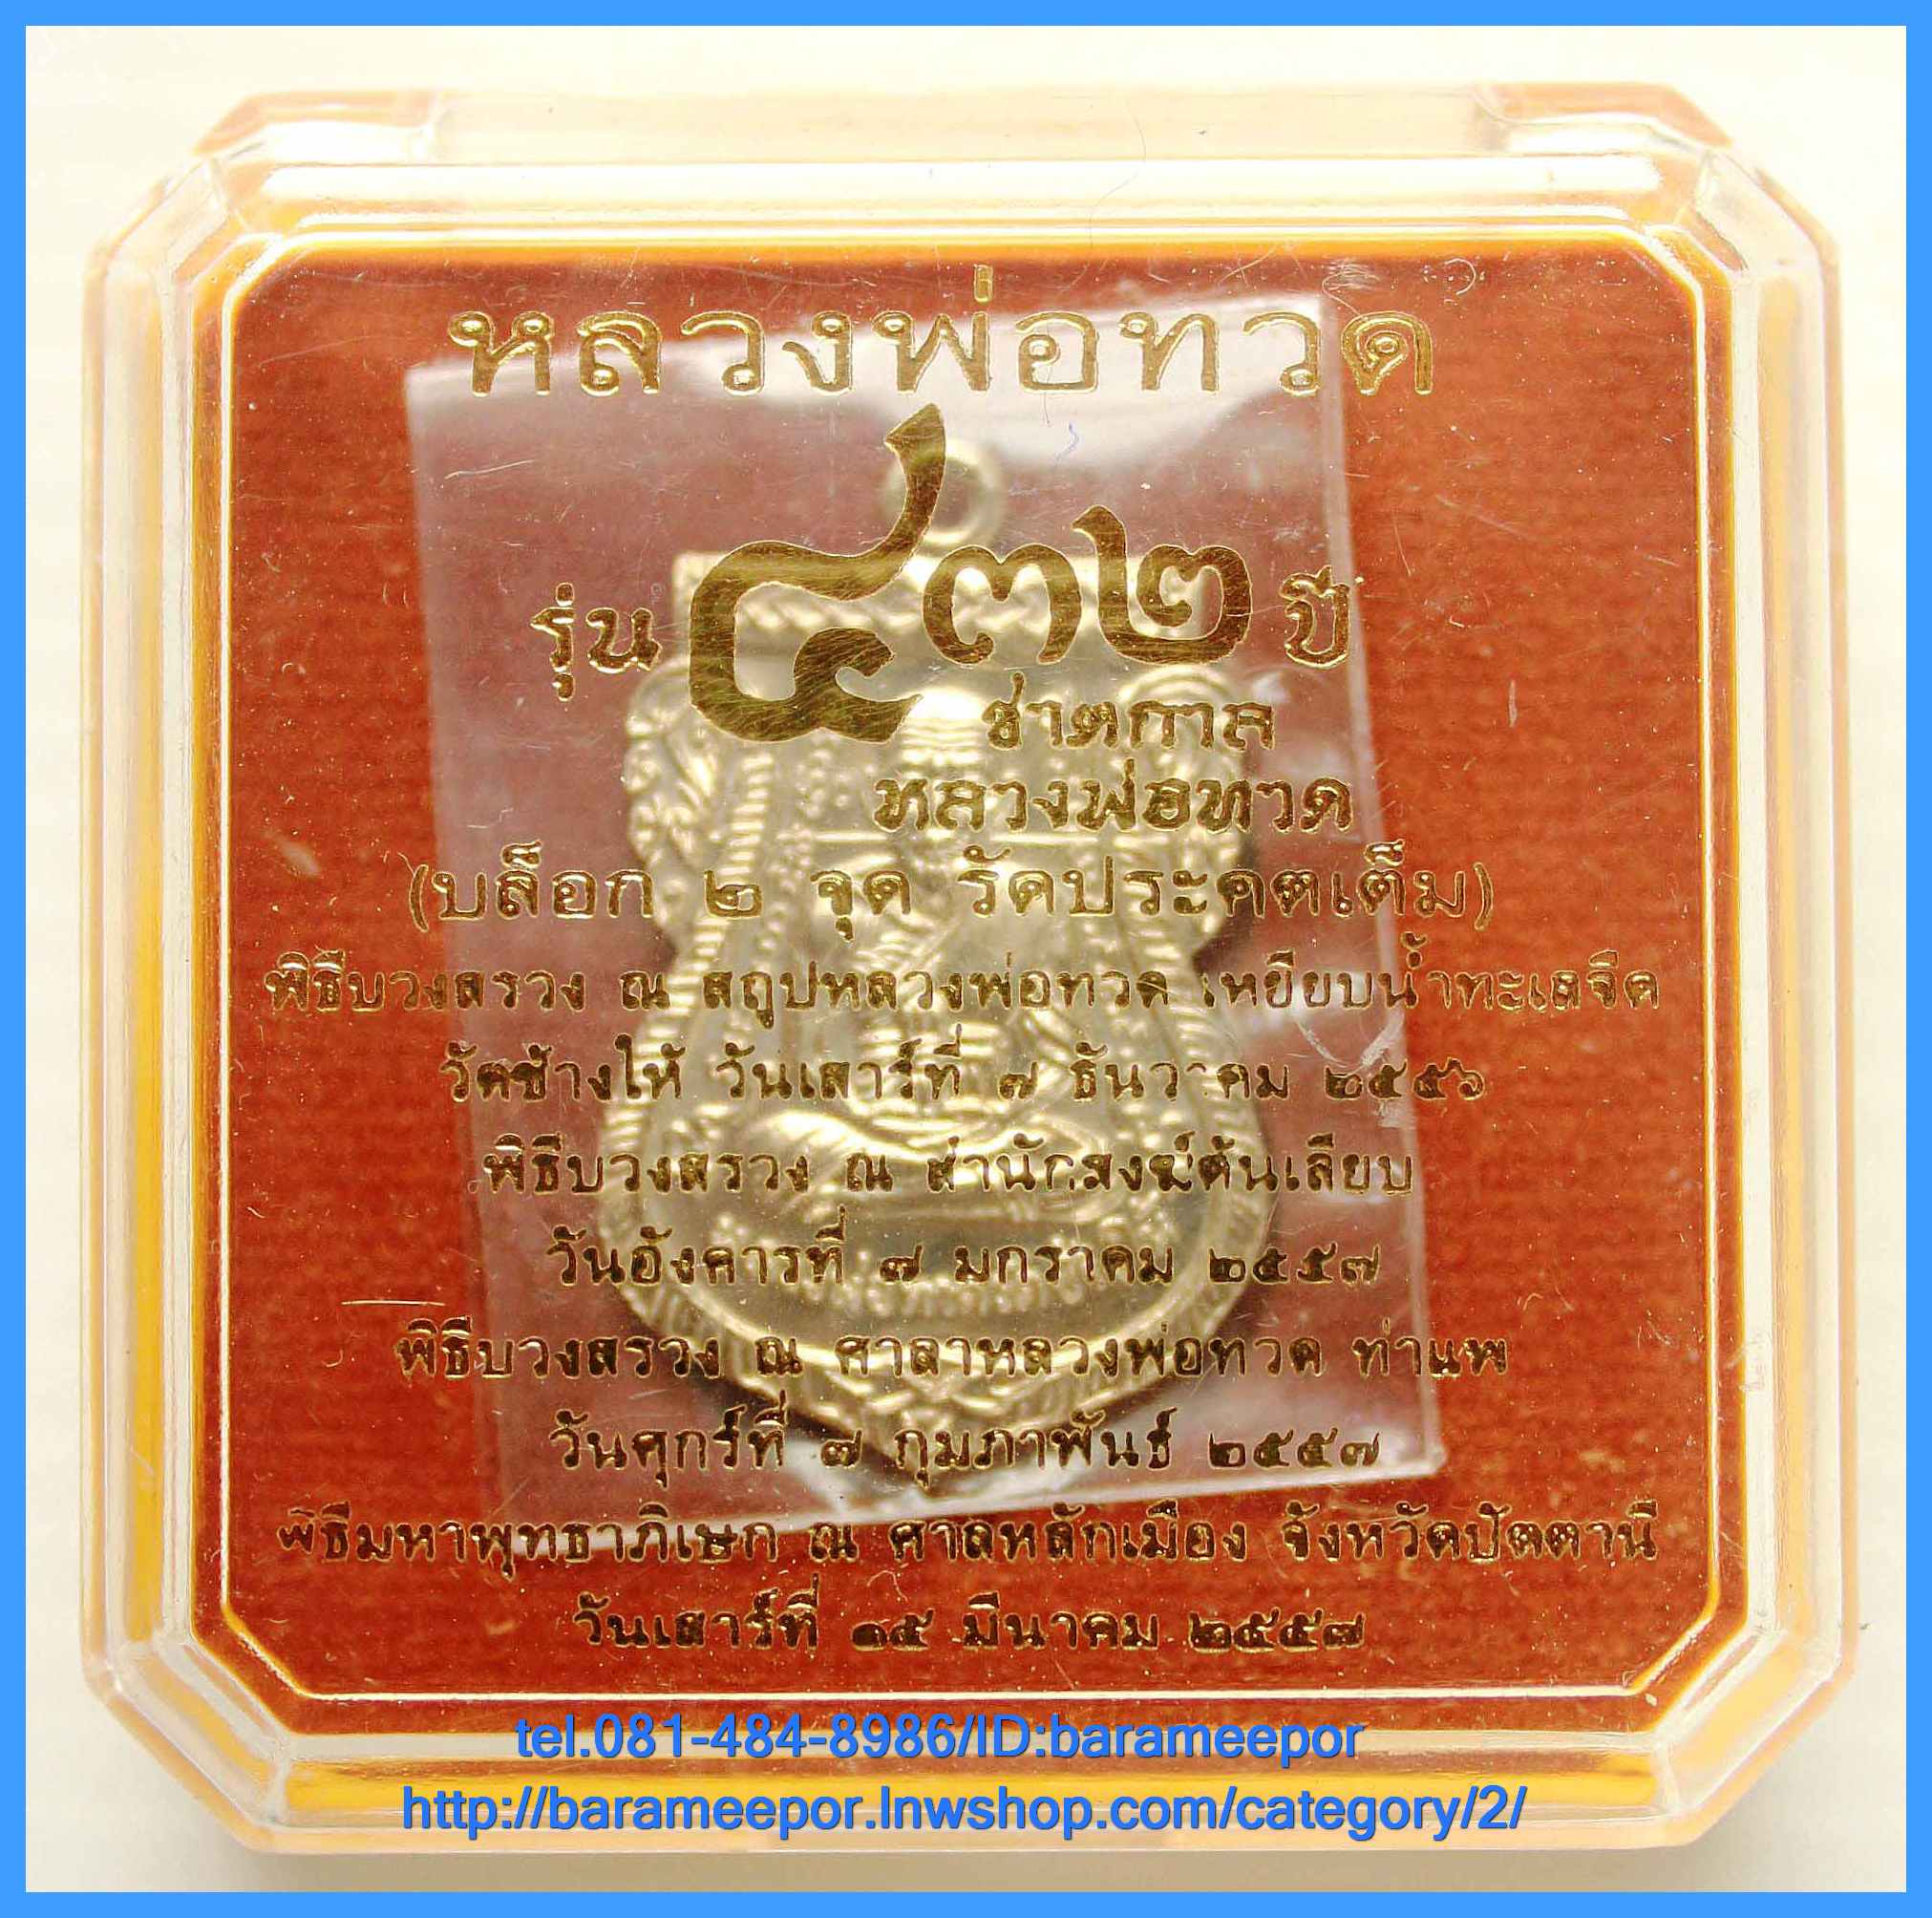 หลวงพ่อทวด
รุ่น ๔๓๒ ปี
ชาตกาล
หลวงพ่อทวด
(บล็อก ๒ จุด รัดประคตเต็ม)
พิธีบวงสรวง ณ สถูปหลวงพ่อทวด เหยียบน้ำทะเลจืด
วัดช้างให้ วันเสาร์ที่ ๗ ธันวาคม ๒๕๕๖
พิธีบวงสรวง ณ สำนักสงฆ์ต้นเลียบ
วันอังคารที่ ๗ มกราคม ๒๕๕๗
พิธีบวงสรวง ณ ศาลาหลวงพ่อทวด ท่าแพ
วันศุกร์ที่ ๗ กุมภาพันธ์ ๒๕๕๗
พิธีมหาพุทธาภิเษก ณ ศาลหลักเมือง จังหวัดปัตตานี
วันเสาร์ที่ ๑๕ มีนาคม ๒๕๕๗
tel.081-484-8986/ID:barameepor
http://barameepor.lnwshop.com/category/2/